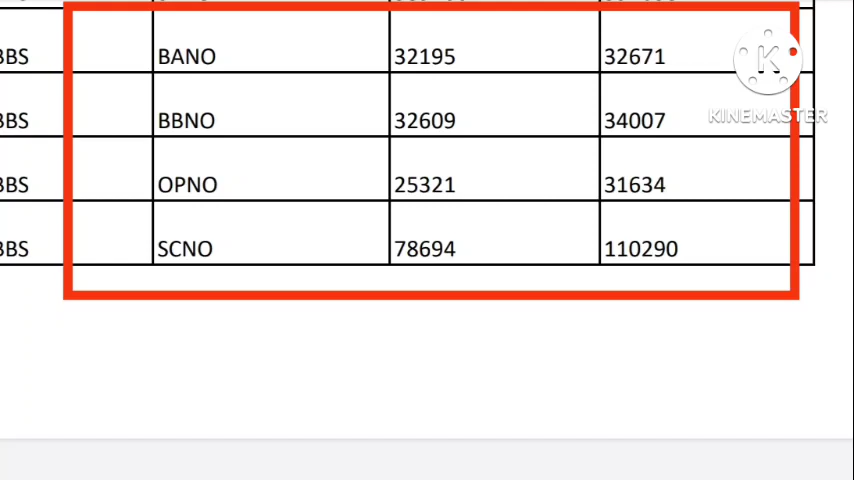 BBS BANO 32195 32671
BBS BBNO 32609 34007
BBS OPNO 25321 31634
BBS SCNO 78694 110290
K
KINEMASTER